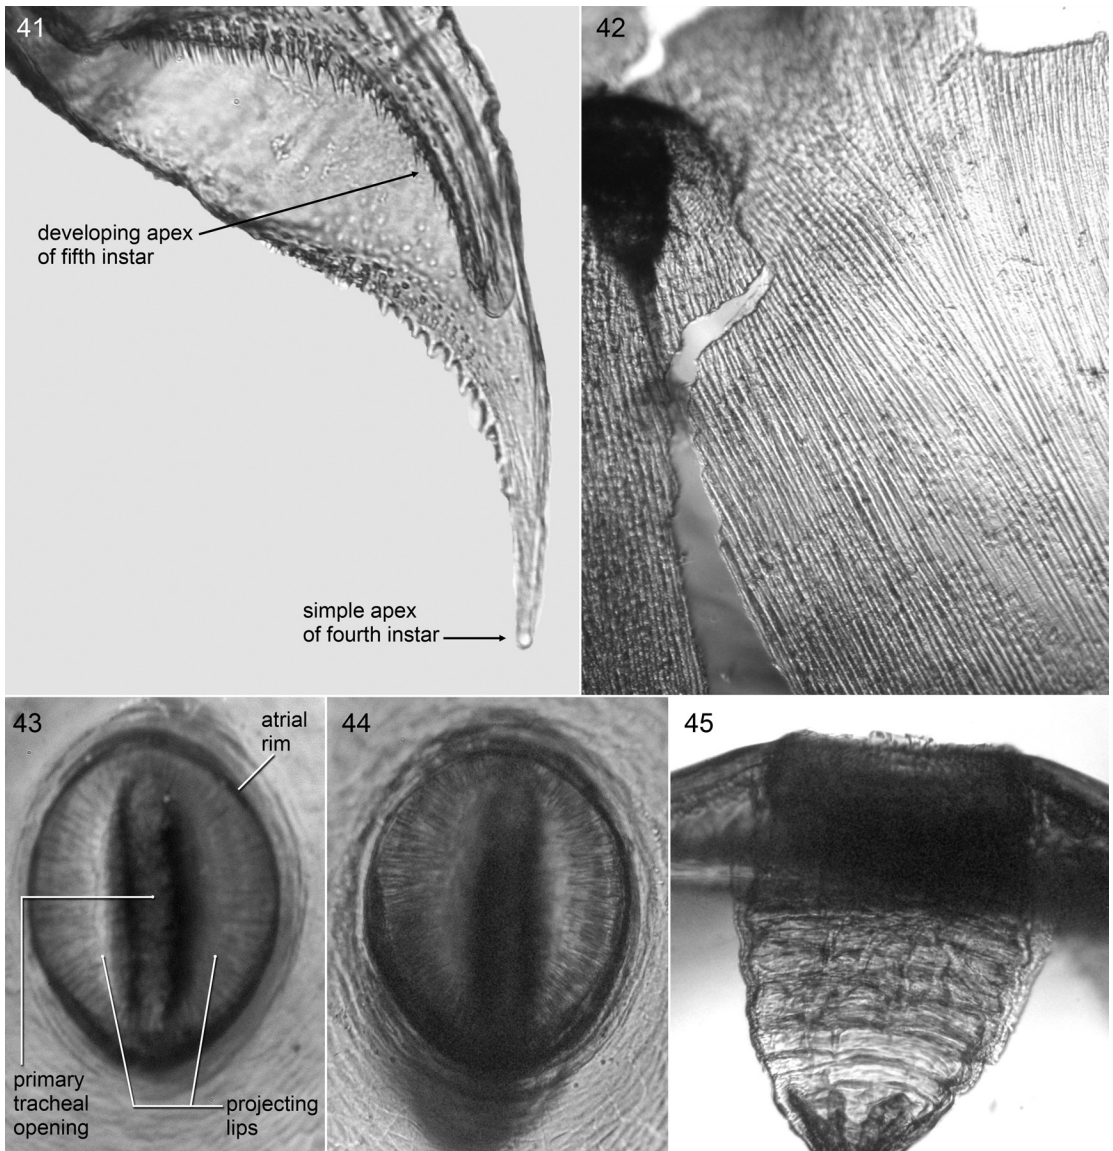 41
developing apex
of fifth instar
simple apex
of fourth instar
42
43
atrial
rim
primary
tracheal
opening
projecting
lips
44
45